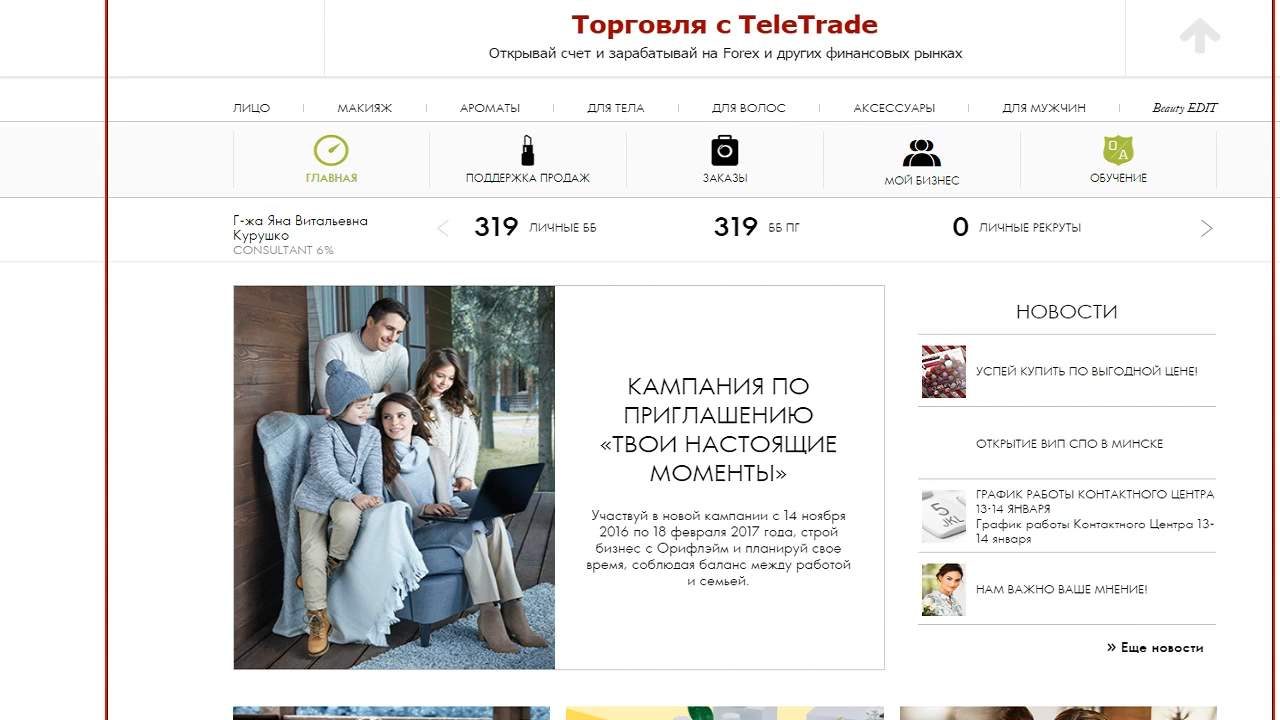 Торговля с TeleTrade
Открывай счет и зарабатывай на Forex и других финансовых рынках
ЛИЦО
МАКИЯЖ
АРОМАТЫ
ДЛЯ ТЕЛА
ДЛЯ ВОЛОС
АКСЕССУАРЫ
ДЛЯ МУЖЧИН
Beauty EDIT
ГЛАВНАЯ
ПОДДЕРЖКА ПРОДАЖ
ЗАКАЗЫ
МОЙ БИЗНЕС
O A
ОБУЧЕНИЕ
Г-жа Яна Витальевна
Курушко
CONSULTANT 6%
319 ЛИЧНЫЕ ББ
319 ББ ПГ
0 ЛИЧНЫЕ РЕКРУТЫ
КАМПАНИЯ ПО
ПРИГЛАШЕНИЮ
«ТВОИ НАСТОЯЩИЕ
МОМЕНТЫ»
Участвуй в новой кампании с 14 ноября
2016 по 18 февраля 2017 года, строй
бизнес с Орифлэйм и планируй свое
время, соблюдая баланс между работой
и семьей.
НОВОСТИ
УСПЕЙ КУПИТЬ ПО ВЫГОДНОЙ ЦЕНЕ!
ОТКРЫТИЕ ВИП СПО В МИНСКЕ
5
JKL
ГРАФИК РАБОТЫ КОНТАКТНОГО ЦЕНТРА
13-14 ЯНВАРЯ
График работы Контактного Центра 13-
14 января
НАМ ВАЖНО ВАШЕ МНЕНИЕ!
» Еще новости